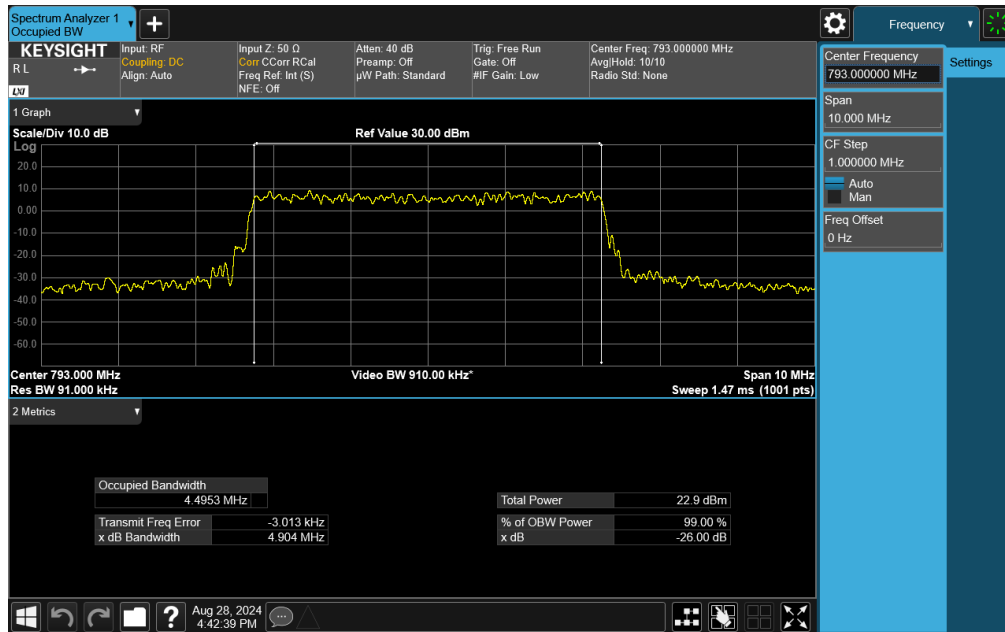 Spectrum Analyzer 1
Occupied BW
Frequency
KEYSIGHT
R L
LXI
Input: RF
Coupling: DC
Align: Auto
Input Z: 50 Ω
Corr CCorr RCal
Freq Ref: Int (S)
NFE: Off
Atten: 40 dB
Preamp: Off
µW Path: Standard
Trig: Free Run
Gate: Off
#IF Gain: Low
Center Freq: 793.000000 MHz
Avg|Hold: 10/10
Radio Std: None
Center Frequency
793.000000 MHz
Settings
Span
10.000 MHz
CF Step
1.000000 MHz
Auto
Man
Freq Offset
0 Hz
1 Graph
Scale/Div 10.0 dB
Ref Value 30.00 dBm
Log
20.0
10.0
0.00
-10.0
-20.0
-30.0
-40.0
-50.0
-60.0
Center 793.000 MHz
Video BW 910.00 kHz*
Span 10 MHz
Res BW 91.000 kHz
Sweep 1.47 ms (1001 pts)
2 Metrics
Occupied Bandwidth
4.4953 MHz
Total Power 22.9 dBm
Transmit Freq Error -3.013 kHz
% of OBW Power 99.00 %
x dB Bandwidth 4.904 MHz
x dB -26.00 dB
?
Aug 28, 2024
4:42:39 PM